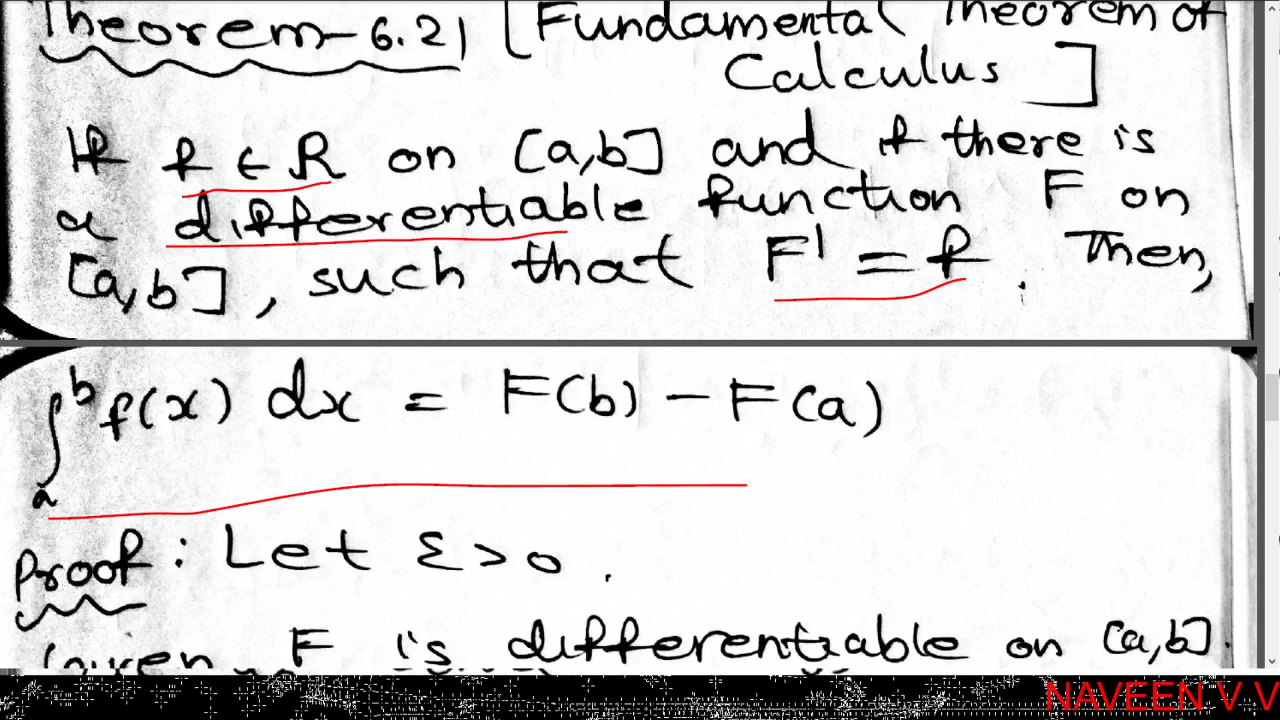 Theorem-6.21 [Fundamental Theorem of
Calculus]
If f ∈ R on [a,b] and if there is
a differentiable function F on
[a,b], such that F' = f. Then,
∫ₐᵇ f(x) dx = F(b) - F(a)
Proof: Let ε > 0.
Given F is differentiable on [a,b].
NAVEEN V V